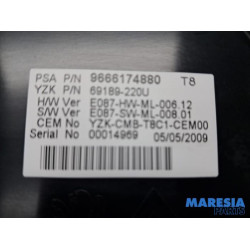 PSA P/N 9666174880 T8
YZK P/N 69189-220U
H/W Ver E087-HW-ML-006.12
S/W Ver E087-SW-ML-008.01
CEM No YZK-CMB-T8C1-CEM00
Serial No 00014969 05/05/2009
MARESIA
PARTS